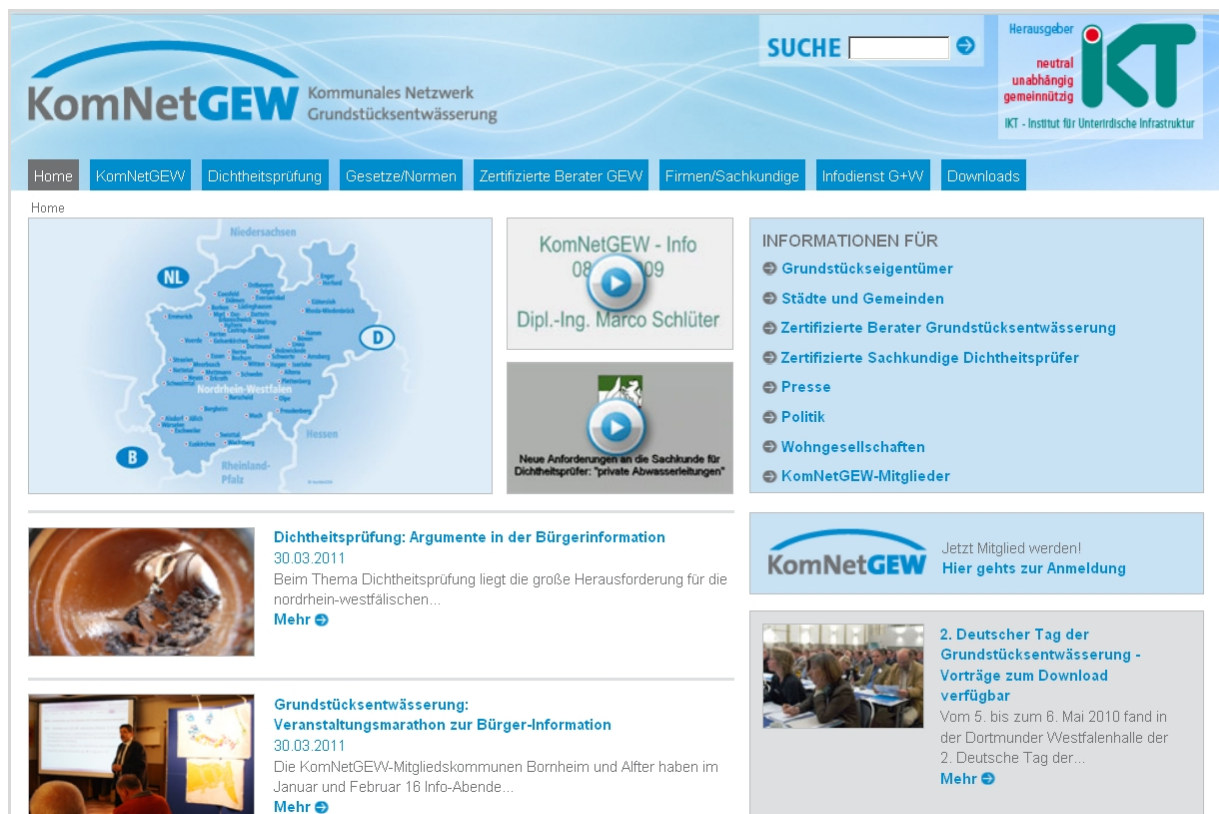 SUCHE
Herausgeber
neutral
unabhängig
gemeinnützig
iKT
IKT - Institut für Unterirdische Infrastruktur
KomNetGEW
Kommunales Netzwerk
Grundstücksentwässerung
Home
KomNetGEW
Dichtheitsprüfung
Gesetze/Normen
Zertifizierte Berater GEW
Firmen/Sachkundige
Infodienst G+W
Downloads
Home
Niedersachsen
NL
D
Nordrhein-Westfalen
Hessen
B
Rheinland-
Pfalz
KomNetGEW - Info
Dipl.-Ing. Marco Schlüter
Neue Anforderungen an die Sachkunde für
Dichtheitsprüfer: "private Abwasserleitungen"
INFORMATIONEN FÜR
Grundstückseigentümer
Städte und Gemeinden
Zertifizierte Berater Grundstücksentwässerung
Zertifizierte Sachkundige Dichtheitsprüfer
Presse
Politik
Wohngesellschaften
KomNetGEW-Mitglieder
Dichtheitsprüfung: Argumente in der Bürgerinformation
30.03.2011
Beim Thema Dichtheitsprüfung liegt die große Herausforderung für die
nordrhein-westfälischen...
Mehr
Grundstücksentwässerung:
Veranstaltungsmarathon zur Bürger-Information
30.03.2011
Die KomNetGEW-Mitgliedskommunen Bornheim und Alfter haben im
Januar und Februar 16 Info-Abende...
Mehr
KomNetGEW
Jetzt Mitglied werden!
Hier gehts zur Anmeldung
2. Deutscher Tag der
Grundstücksentwässerung -
Vorträge zum Download
verfügbar
Vom 5. bis zum 6. Mai 2010 fand in
der Dortmunder Westfalenhalle der
2. Deutsche Tag der...
Mehr